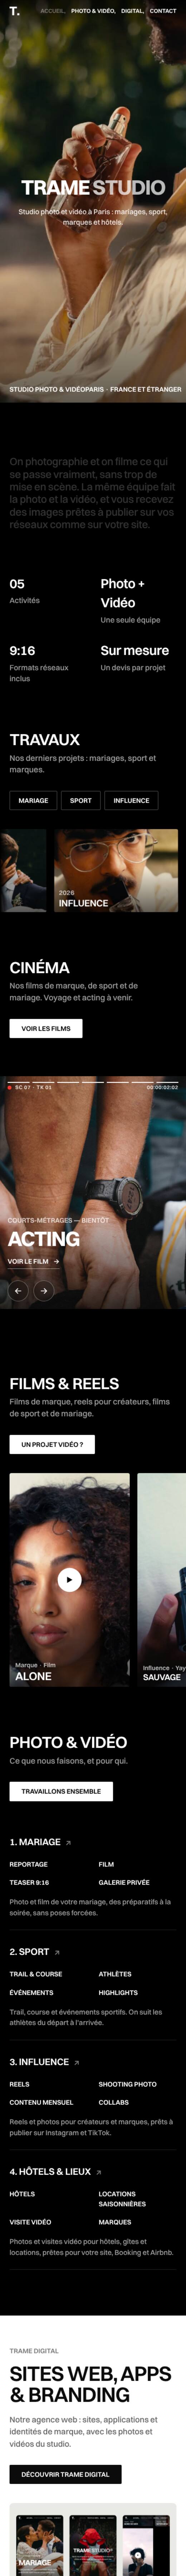 T.
ACCUEIL, PHOTO & VIDÉO, DIGITAL, CONTACT
TRAME STUDIO
Studio photo et vidéo à Paris : mariages, sport,
marques et hôtels.
STUDIO PHOTO & VIDÉO PARIS · FRANCE ET ÉTRANGER
On photographie et on filme ce qui
se passe vraiment, sans trop de
mise en scène. La même équipe fait
la photo et la vidéo, et vous recevez
des images prêtes à publier sur vos
réseaux comme sur votre site.
05
Activités
Photo +
Vidéo
Une seule équipe
9:16
Formats réseaux
inclus
Sur mesure
Un devis par projet
TRAVAUX
Nos derniers projets : mariages, sport et
marques.
MARIAGE SPORT INFLUENCE
2026
INFLUENCE
CINÉMA
Nos films de marque, de sport et de
mariage. Voyage et acting à venir.
VOIR LES FILMS
SC 07 · TK 01 00:00:02:02
COURTS-MÉTRAGES — BIENTÔT
ACTING
VOIR LE FILM →
← →
FILMS & REELS
Films de marque, reels pour créateurs, films
de sport et de mariage.
UN PROJET VIDÉO ?
Marque · Film
ALONE
Influence · Yay
SAUVAGE
PHOTO & VIDÉO
Ce que nous faisons, et pour qui.
TRAVAILLONS ENSEMBLE
1. MARIAGE ↗
REPORTAGE FILM
TEASER 9:16 GALERIE PRIVÉE
Photo et film de votre mariage, des préparatifs à la
soirée, sans poses forcées.
2. SPORT ↗
TRAIL & COURSE ATHLÈTES
ÉVÉNEMENTS HIGHLIGHTS
Trail, course et événements sportifs. On suit les
athlètes du départ à l'arrivée.
3. INFLUENCE ↗
REELS SHOOTING PHOTO
CONTENU MENSUEL COLLABS
Reels et photos pour créateurs et marques, prêts à
publier sur Instagram et TikTok.
4. HÔTELS & LIEUX ↗
HÔTELS LOCATIONS
SAISONNIÈRES
VISITE VIDÉO MARQUES
Photos et visites vidéo pour hôtels, gîtes et
locations, prêtes pour votre site, Booking et Airbnb.
TRAME DIGITAL
SITES WEB, APPS
& BRANDING
Notre agence web : sites, applications et
identités de marque, avec les photos et
vidéos du studio.
DÉCOUVRIR TRAME DIGITAL
MARIAGE
TRAME STUDIO